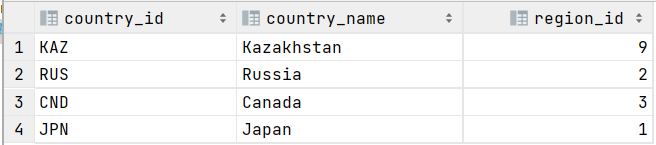 country_id country_name region_id
1 KAZ Kazakhstan 9
2 RUS Russia 2
3 CND Canada 3
4 JPN Japan 1